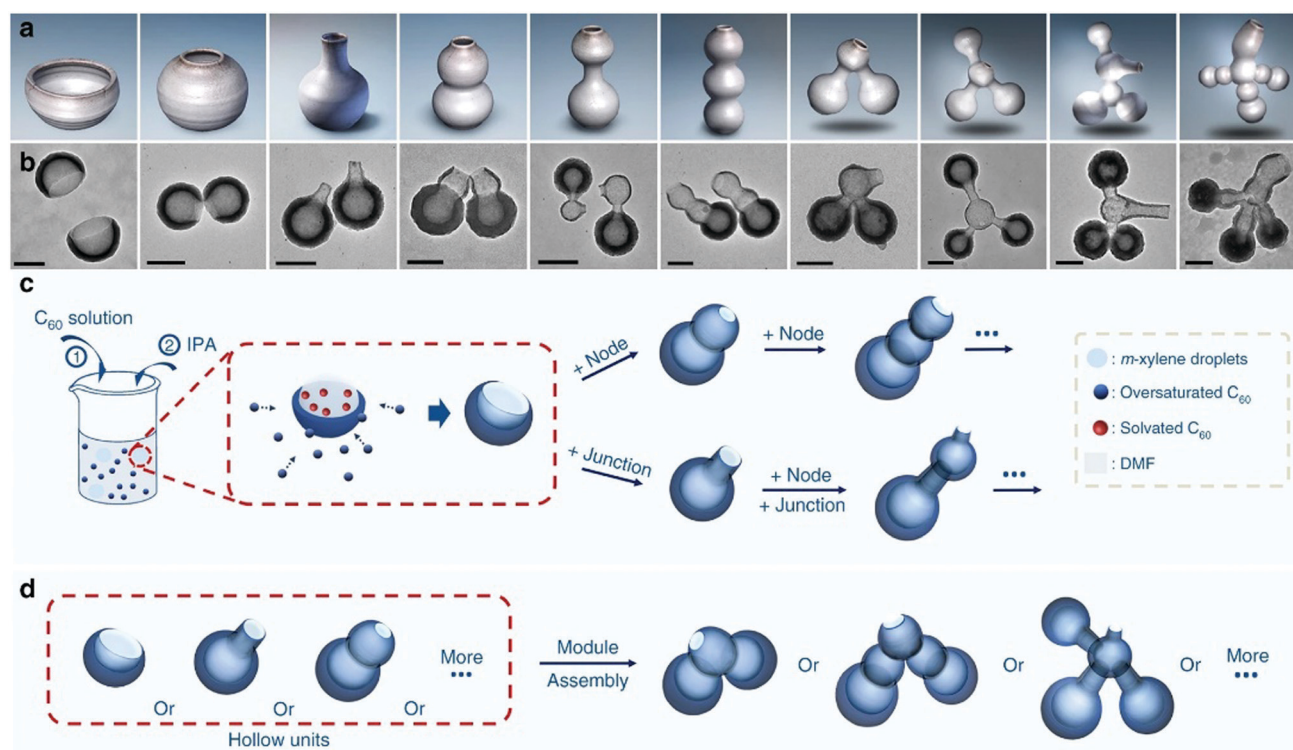 a
b
c
C₆₀ solution
① ② IPA
+ Node
+ Node
•••
+ Junction
+ Node
+ Junction
•••
: m-xylene droplets
: Oversaturated C₆₀
: Solvated C₆₀
: DMF
d
More
•••
Or
Or
Or
Hollow units
Module
Assembly
Or
Or
Or
More
•••